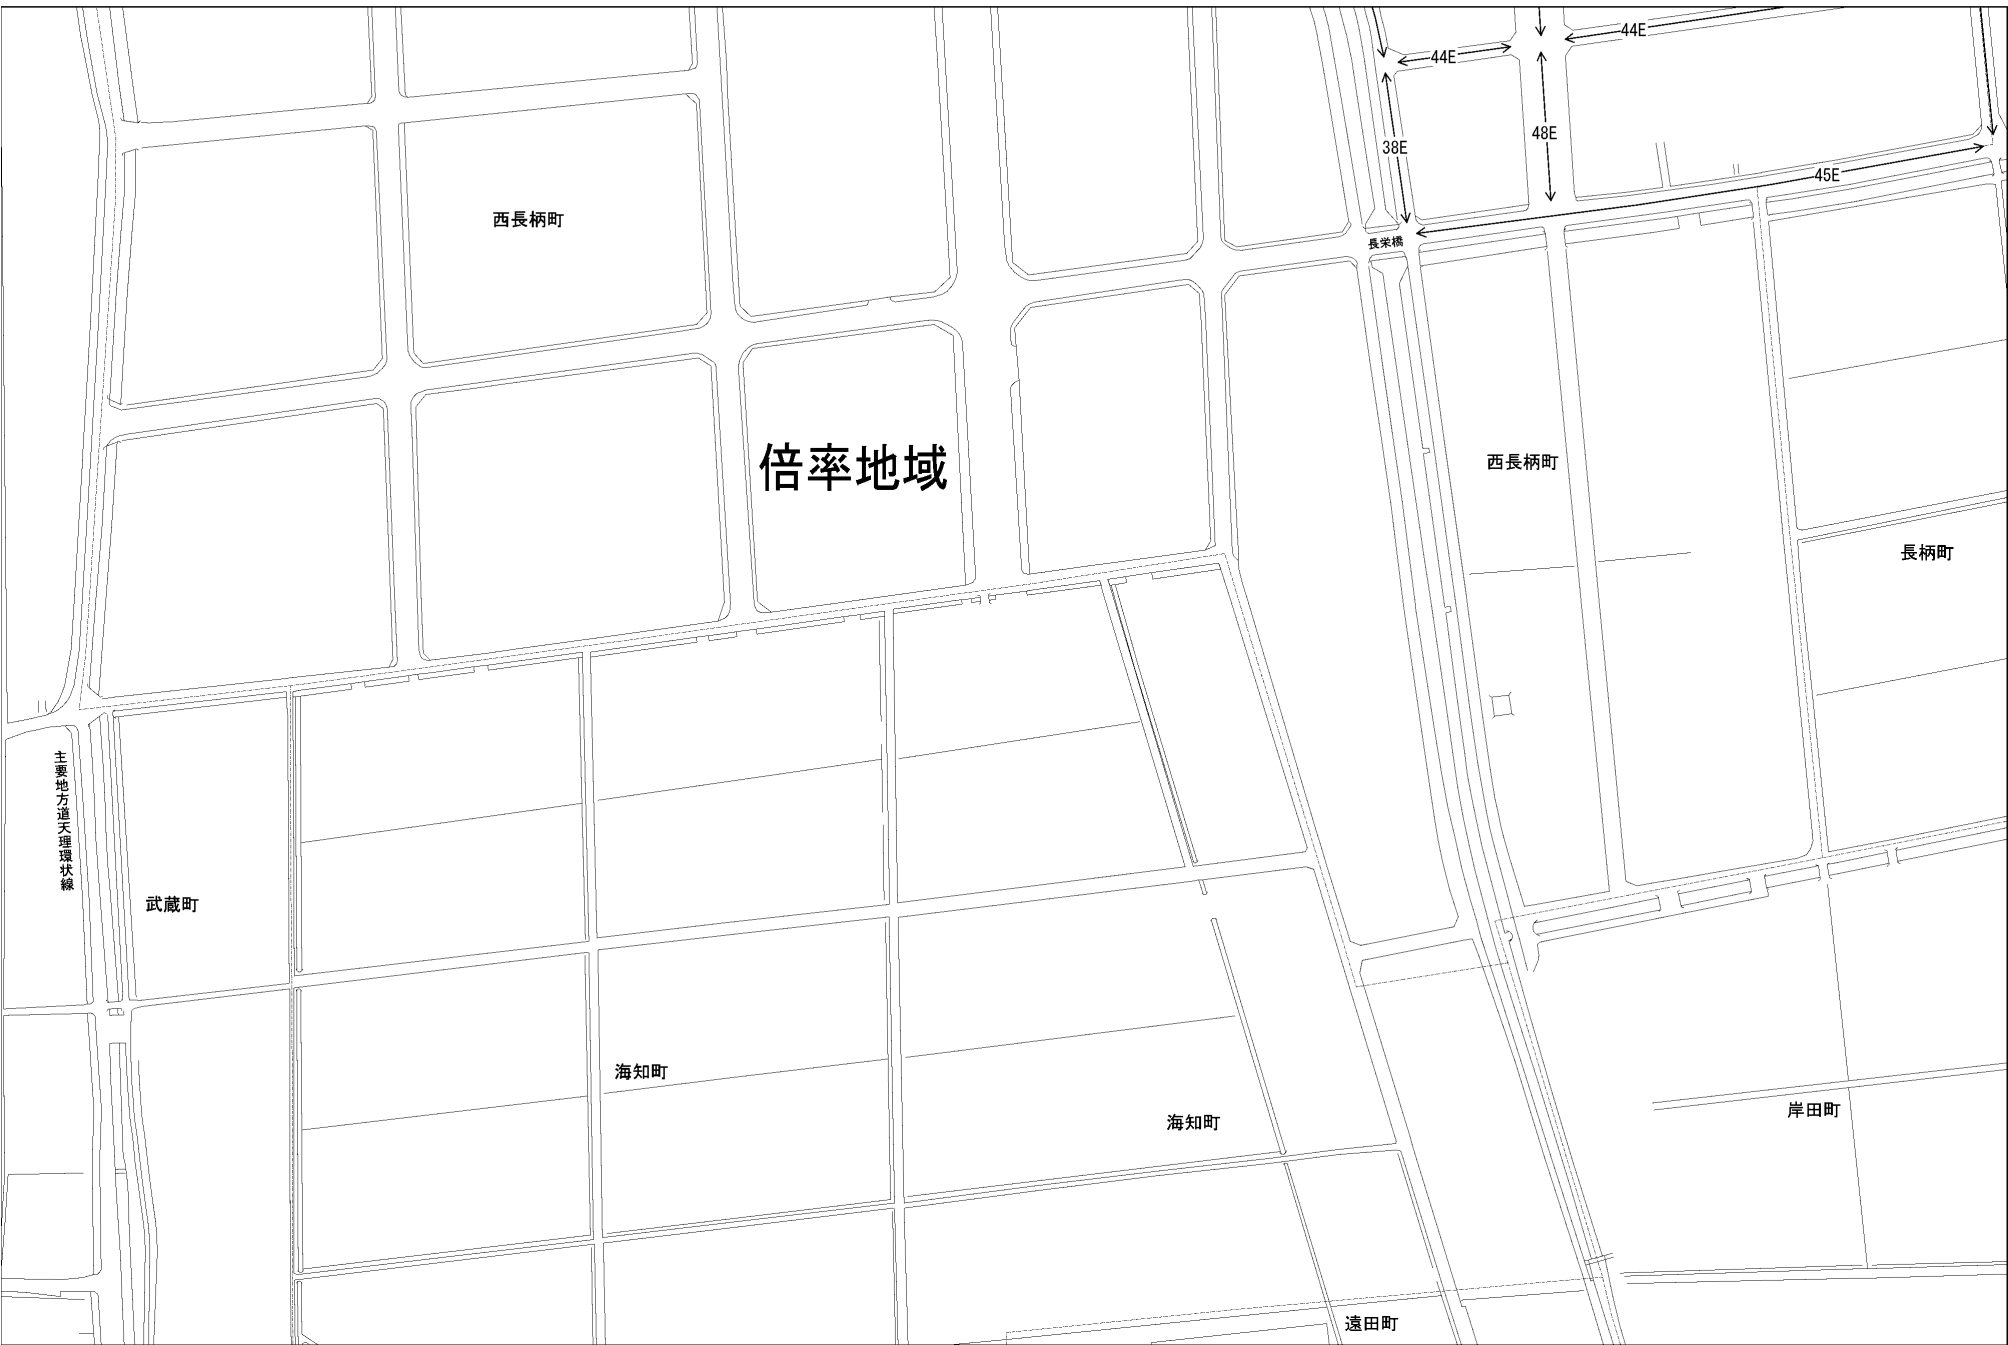 44E
44E
48E
38E
45E
西長柄町
長栄橋
倍率地域
西長柄町
長柄町
主要地方道天理環状線
武蔵町
海知町
海知町
岸田町
遠田町